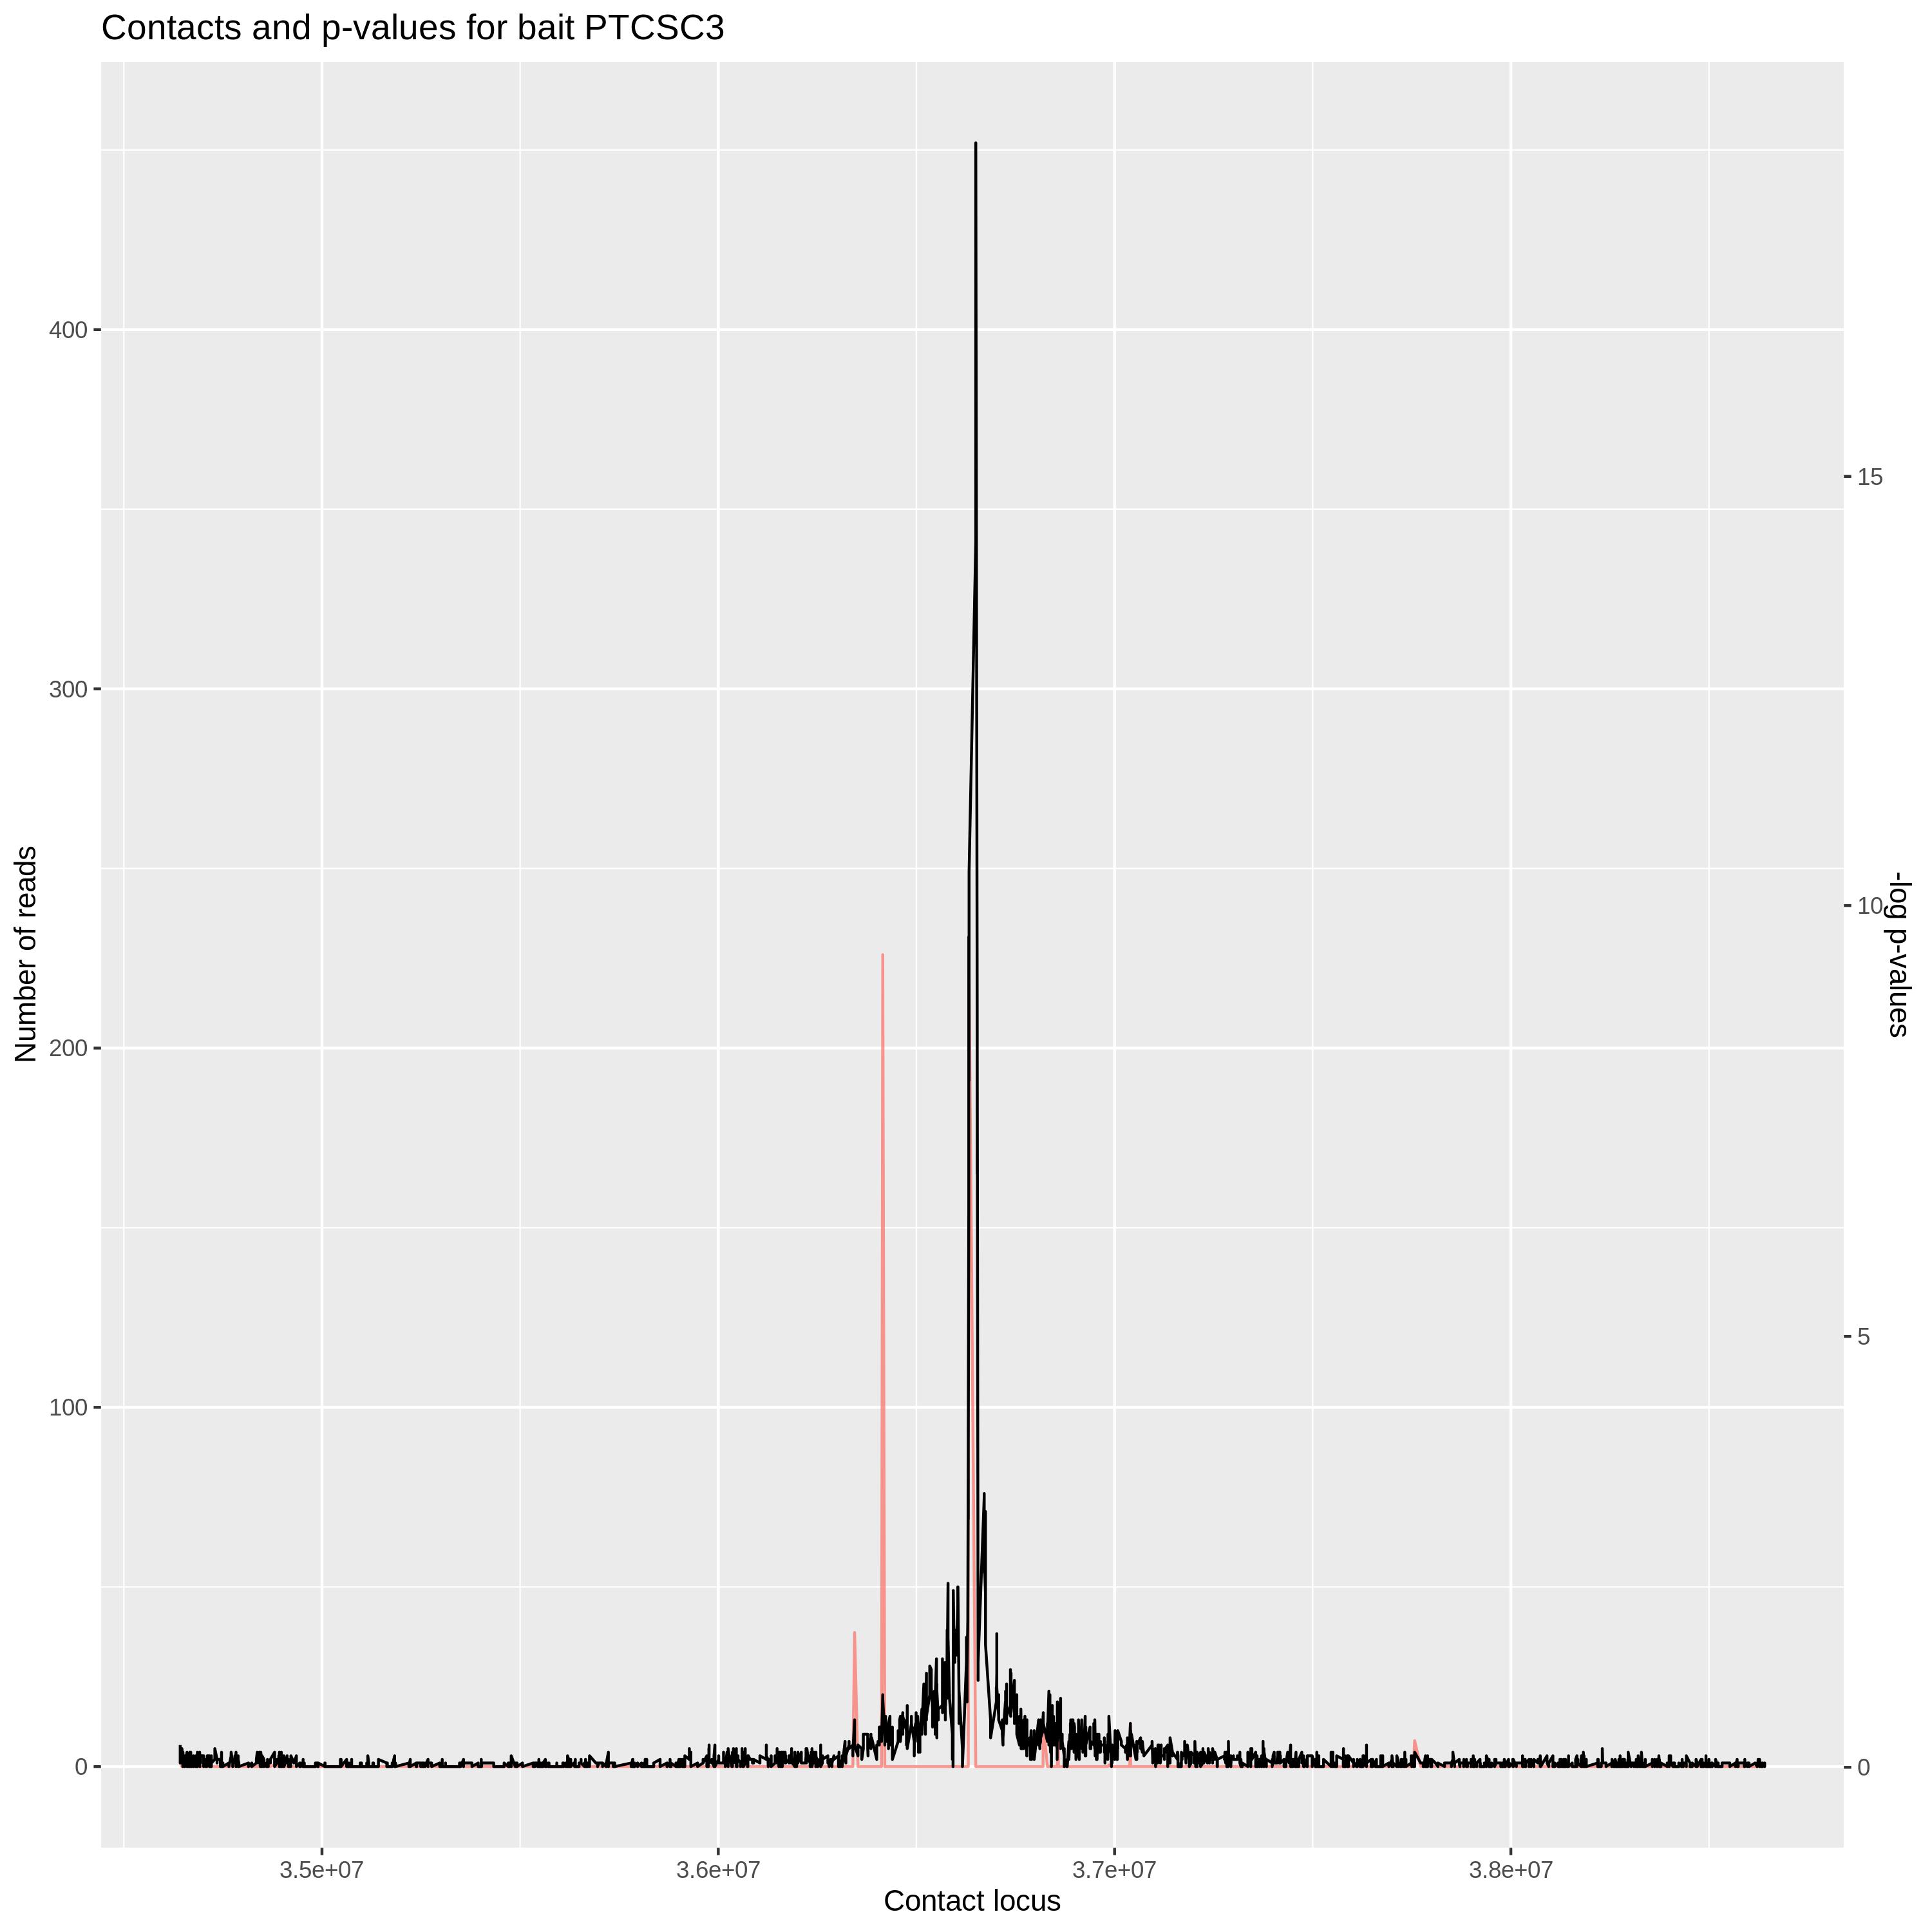 Contacts and p-values for bait PTCSC3
400
300
200
100
0
Number of reads
15
10
5
0
-log p-values
3.5e+07
3.6e+07
3.7e+07
3.8e+07
Contact locus